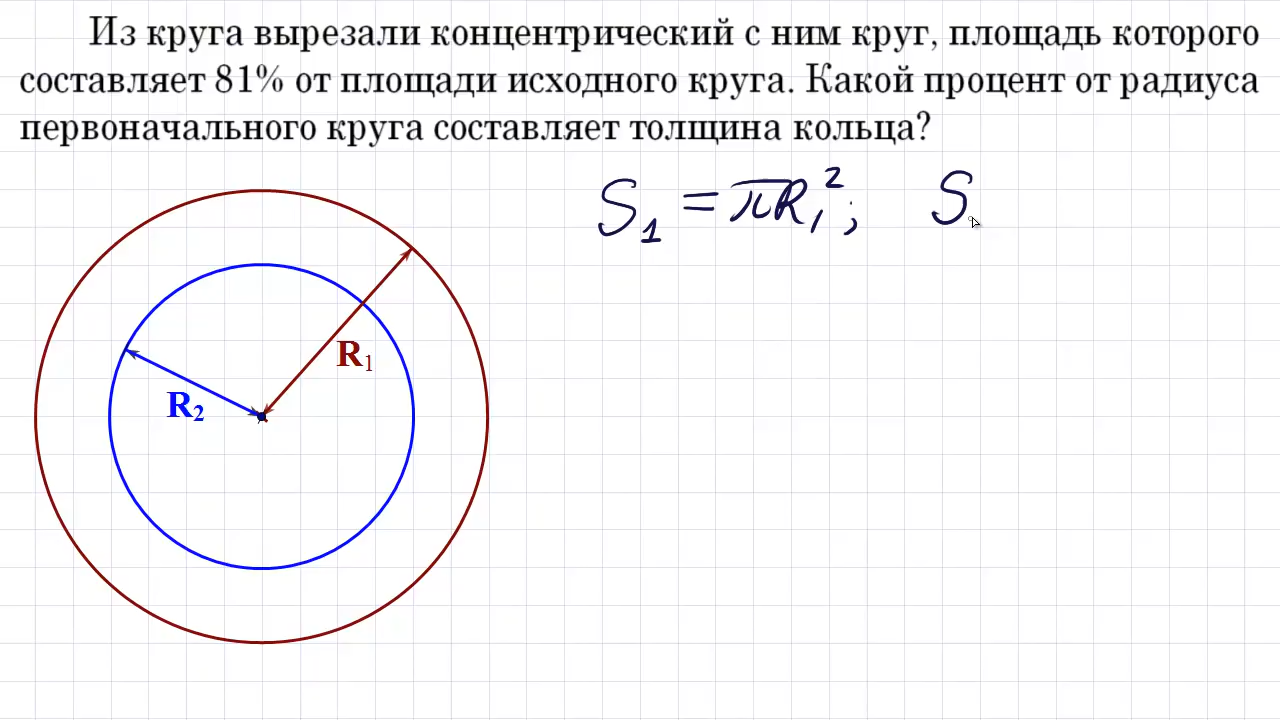 Из круга вырезали концентрический с ним круг, площадь которого
составляет 81% от площади исходного круга. Какой процент от радиуса
первоначального круга составляет толщина кольца?
S₁ = πR₁²; S
R₁
R₂